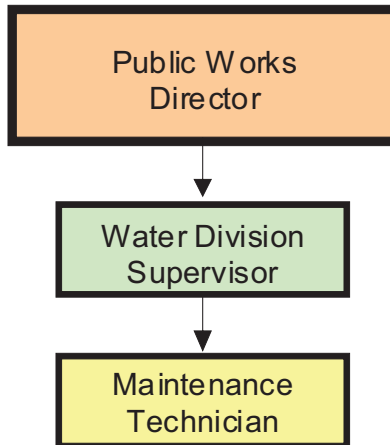 Public Works
Director
Water Division
Supervisor
Maintenance
Technician